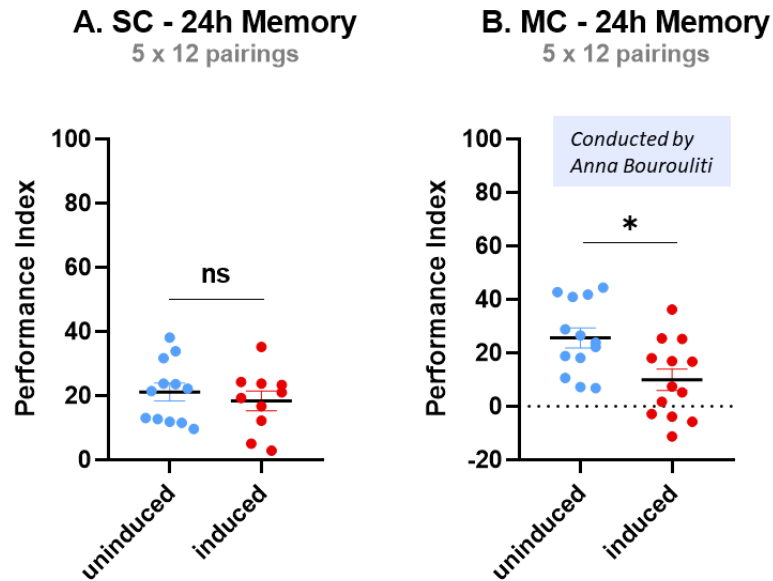 A. SC - 24h Memory
5 x 12 pairings
Performance Index
100
80
60
40
20
0
ns
uninduced
induced
B. MC - 24h Memory
5 x 12 pairings
Conducted by
Anna Bourouliti
Performance Index
100
80
60
40
20
0
-20
*
uninduced
induced